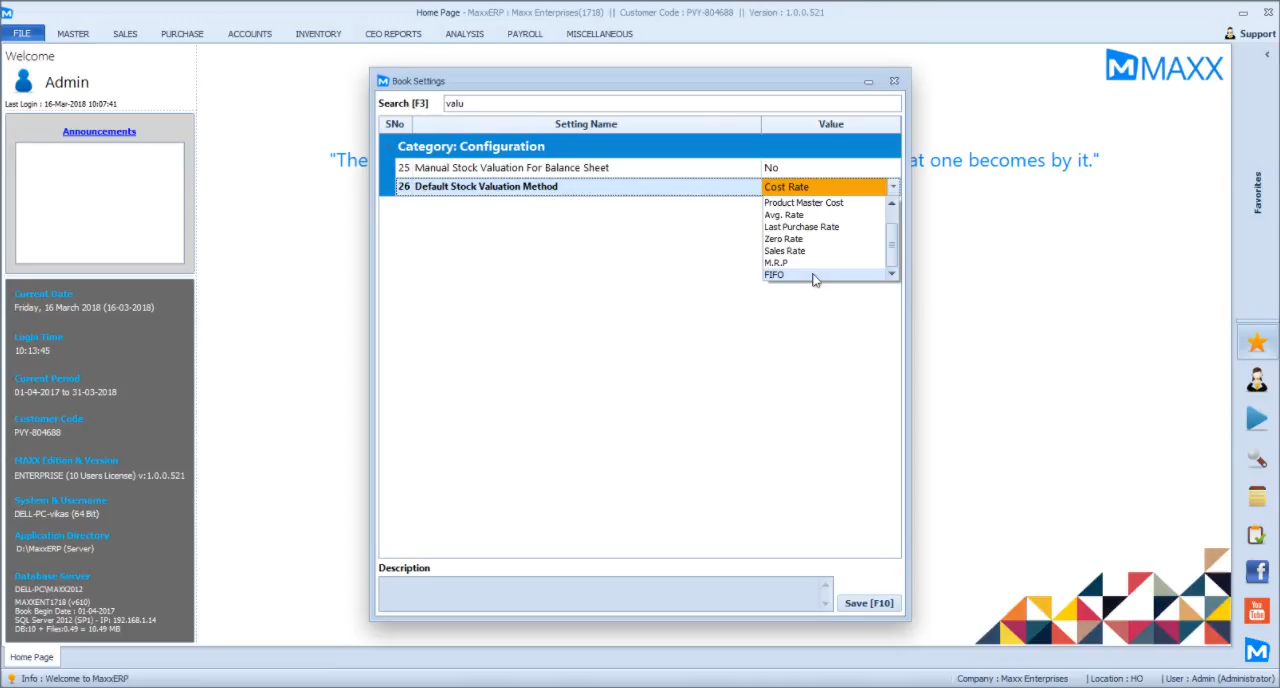 Home Page - MaxxERP : Maxx Enterprises(1718) || Customer Code : PVY-804688 || Version : 1.0.0.521
FILE MASTER SALES PURCHASE ACCOUNTS INVENTORY CEO REPORTS ANALYSIS PAYROLL MISCELLANEOUS Support
Welcome
Admin
Last Login : 16-Mar-2018 10:07:41
Announcements
MAXX
"The
at one becomes by it."
Favorites
Book Settings
Search [F3] valu
SNo Setting Name Value
Category: Configuration
25 Manual Stock Valuation For Balance Sheet No
26 Default Stock Valuation Method Cost Rate
Product Master Cost
Avg. Rate
Last Purchase Rate
Zero Rate
Sales Rate
M.R.P
FIFO
Description
Save [F10]
Current Date
Friday, 16 March 2018 (16-03-2018)
Login Time
10:13:45
Current Period
01-04-2017 to 31-03-2018
Customer Code
PVY-804688
MAXX Edition & Version
ENTERPRISE (10 Users License) v:1.0.0.521
System & Username
DELL-PC-vikas (64 Bit)
Application Directory
D:\MaxxERP (Server)
Database Server
DELL-PC\MAXX2012
MAXXENT1718 (v610)
Book Begin Date : 01-04-2017
SQL Server 2012 (SP1) - IP: 192.168.1.14
DB:10 + Files:0.49 = 10.49 MB
You
Tube
Home Page
Info : Welcome to MaxxERP
Company : Maxx Enterprises | Location : HO | User : Admin (Administrator)